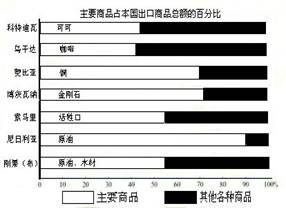 主要商品占本国出口商品总额的百分比
科特迪瓦 可可
乌干达 咖啡
赞比亚 铜
博茨瓦纳 金刚石
索马里 活牲口
尼日利亚 原油
刚果（布） 原油、木材
0 10 20 30 40 50 60 70 80 90 100%
主要商品 其他各种商品